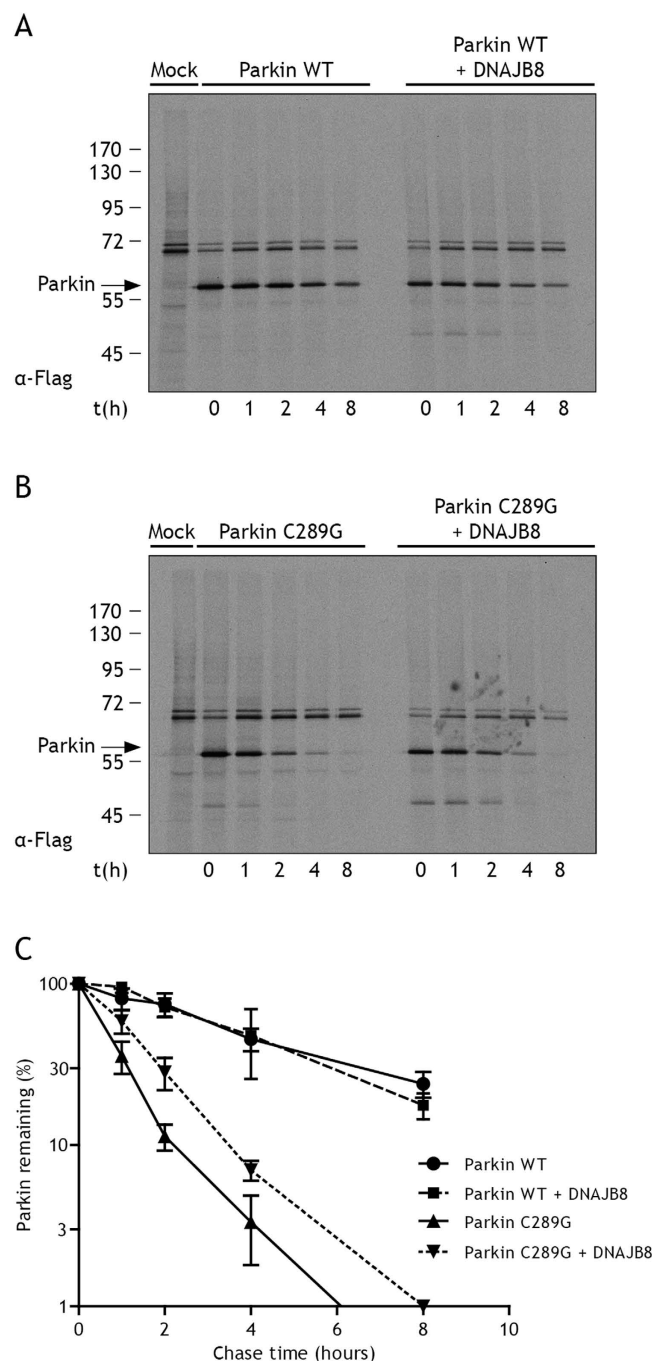 A
Mock
Parkin WT
Parkin WT
+ DNAJB8
170
130
95
72
Parkin
55
45
α-Flag
t(h)
0 1 2 4 8
0 1 2 4 8
B
Mock
Parkin C289G
Parkin C289G
+ DNAJB8
170
130
95
72
Parkin
55
45
α-Flag
t(h)
0 1 2 4 8
0 1 2 4 8
C
Parkin remaining (%)
100
30
10
3
1
Parkin WT
Parkin WT + DNAJB8
Parkin C289G
Parkin C289G + DNAJB8
0 2 4 6 8 10
Chase time (hours)